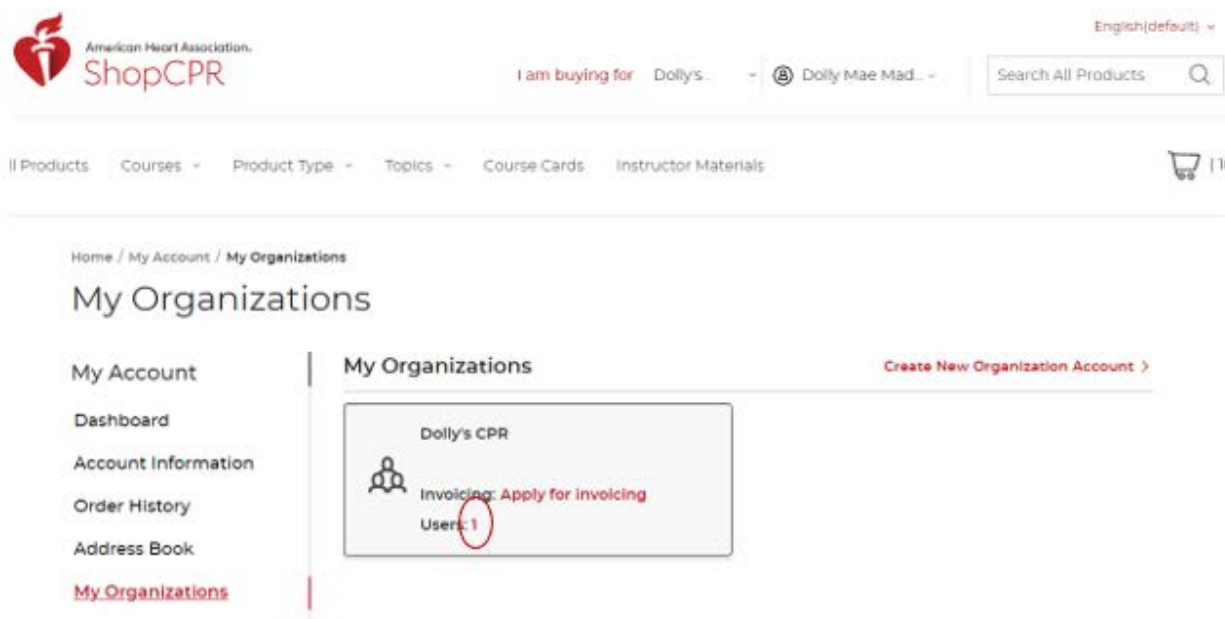 English(default)
American Heart Association.
ShopCPR
I am buying for Dolly's.. Dolly Mae Mad... Search All Products
ll Products Courses Product Type Topics Course Cards Instructor Materials
Home / My Account / My Organizations
My Organizations
My Account
Dashboard
Account Information
Order History
Address Book
My Organizations
My Organizations
Create New Organization Account >
Dolly's CPR
Invoicing: Apply for invoicing
Users: 1